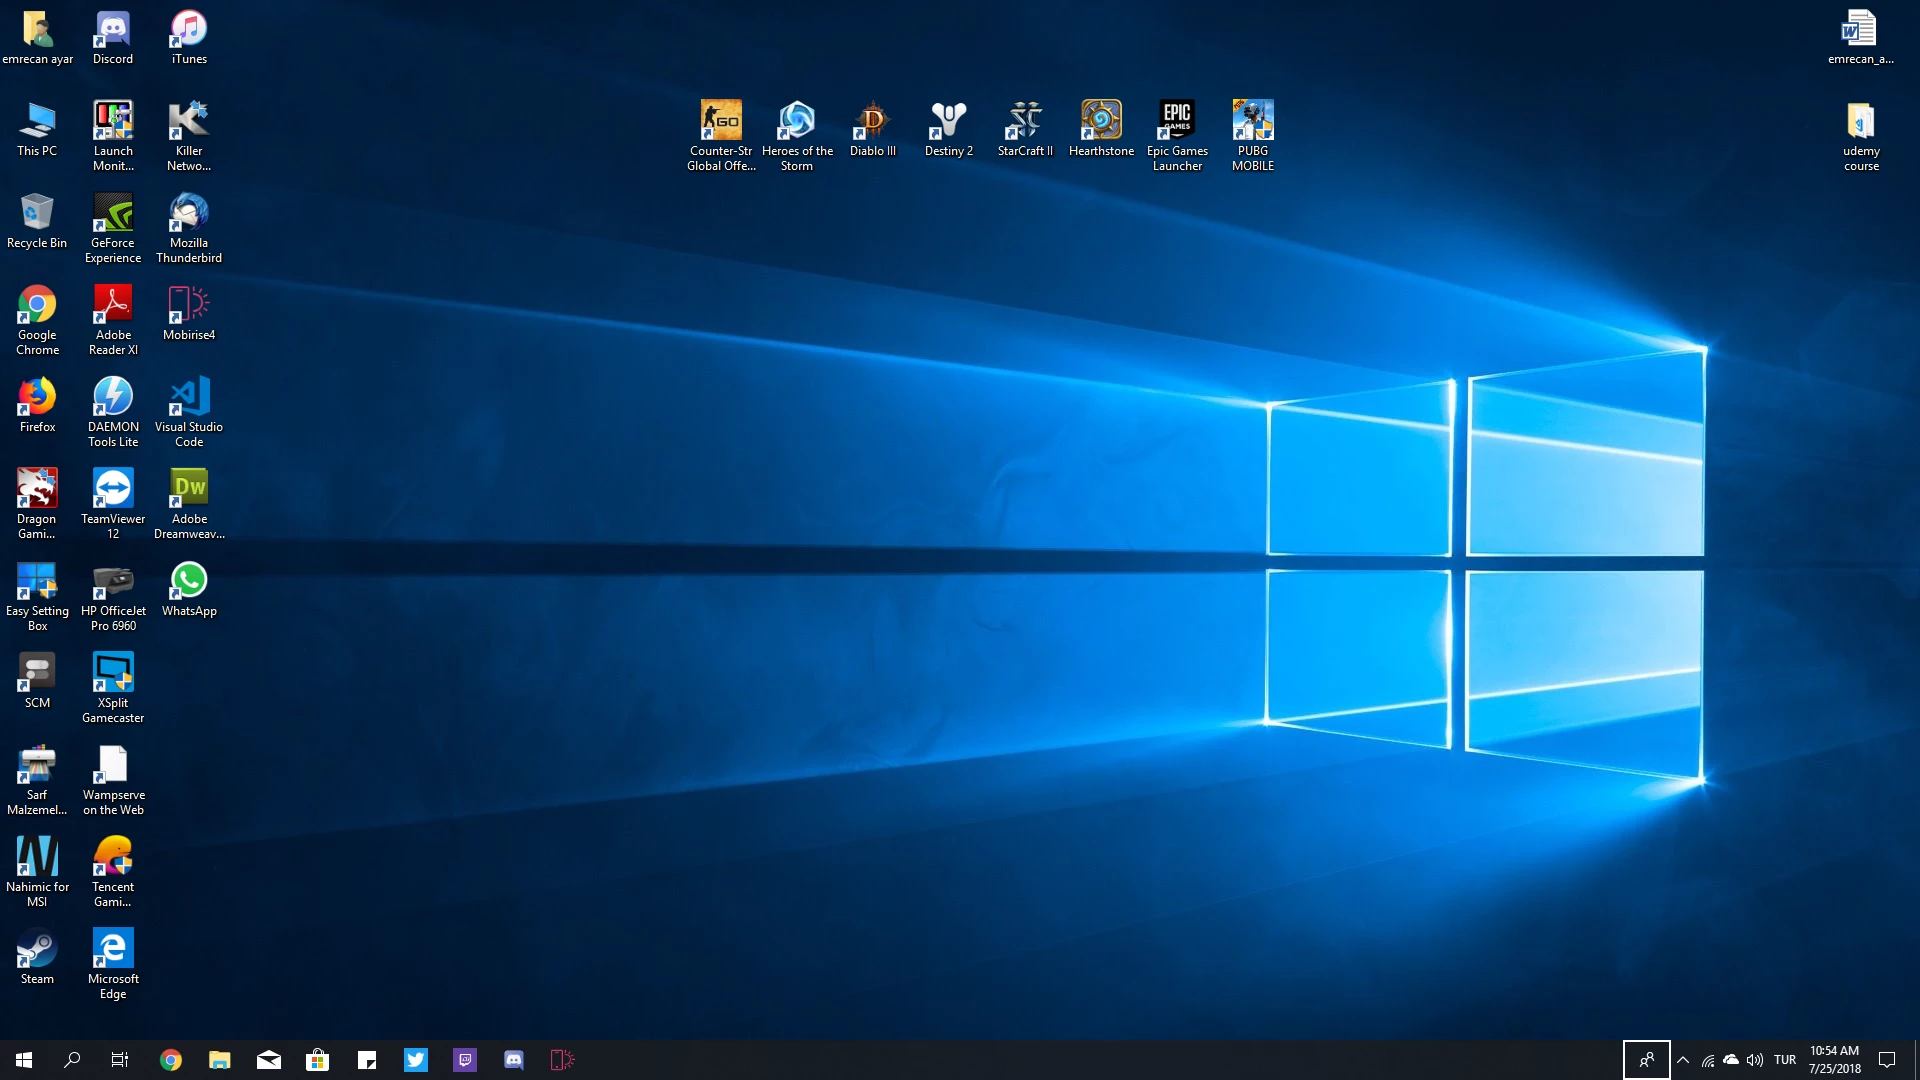 emrecan ayar
Discord
iTunes
emrecan_a...
This PC
Launch
Monit...
Killer
Netwo...
GO
Counter-Str
Global Offe...
Heroes of the
Storm
Diablo III
Destiny 2
StarCraft II
Hearthstone
EPIC
GAMES
Epic Games
Launcher
PUBG
MOBILE
udemy
course
Recycle Bin
GeForce
Experience
Mozilla
Thunderbird
Google
Chrome
Adobe
Reader XI
Mobirise4
Firefox
DAEMON
Tools Lite
Visual Studio
Code
Dragon
Gami...
TeamViewer
12
Dw
Adobe
Dreamweav...
Easy Setting
Box
HP OfficeJet
Pro 6960
WhatsApp
SCM
XSplit
Gamecaster
Sarf
Malzemel...
Wampserve
on the Web
Nahimic for
MSI
Tencent
Gami...
Steam
Microsoft
Edge
TUR
10:54 AM
7/25/2018